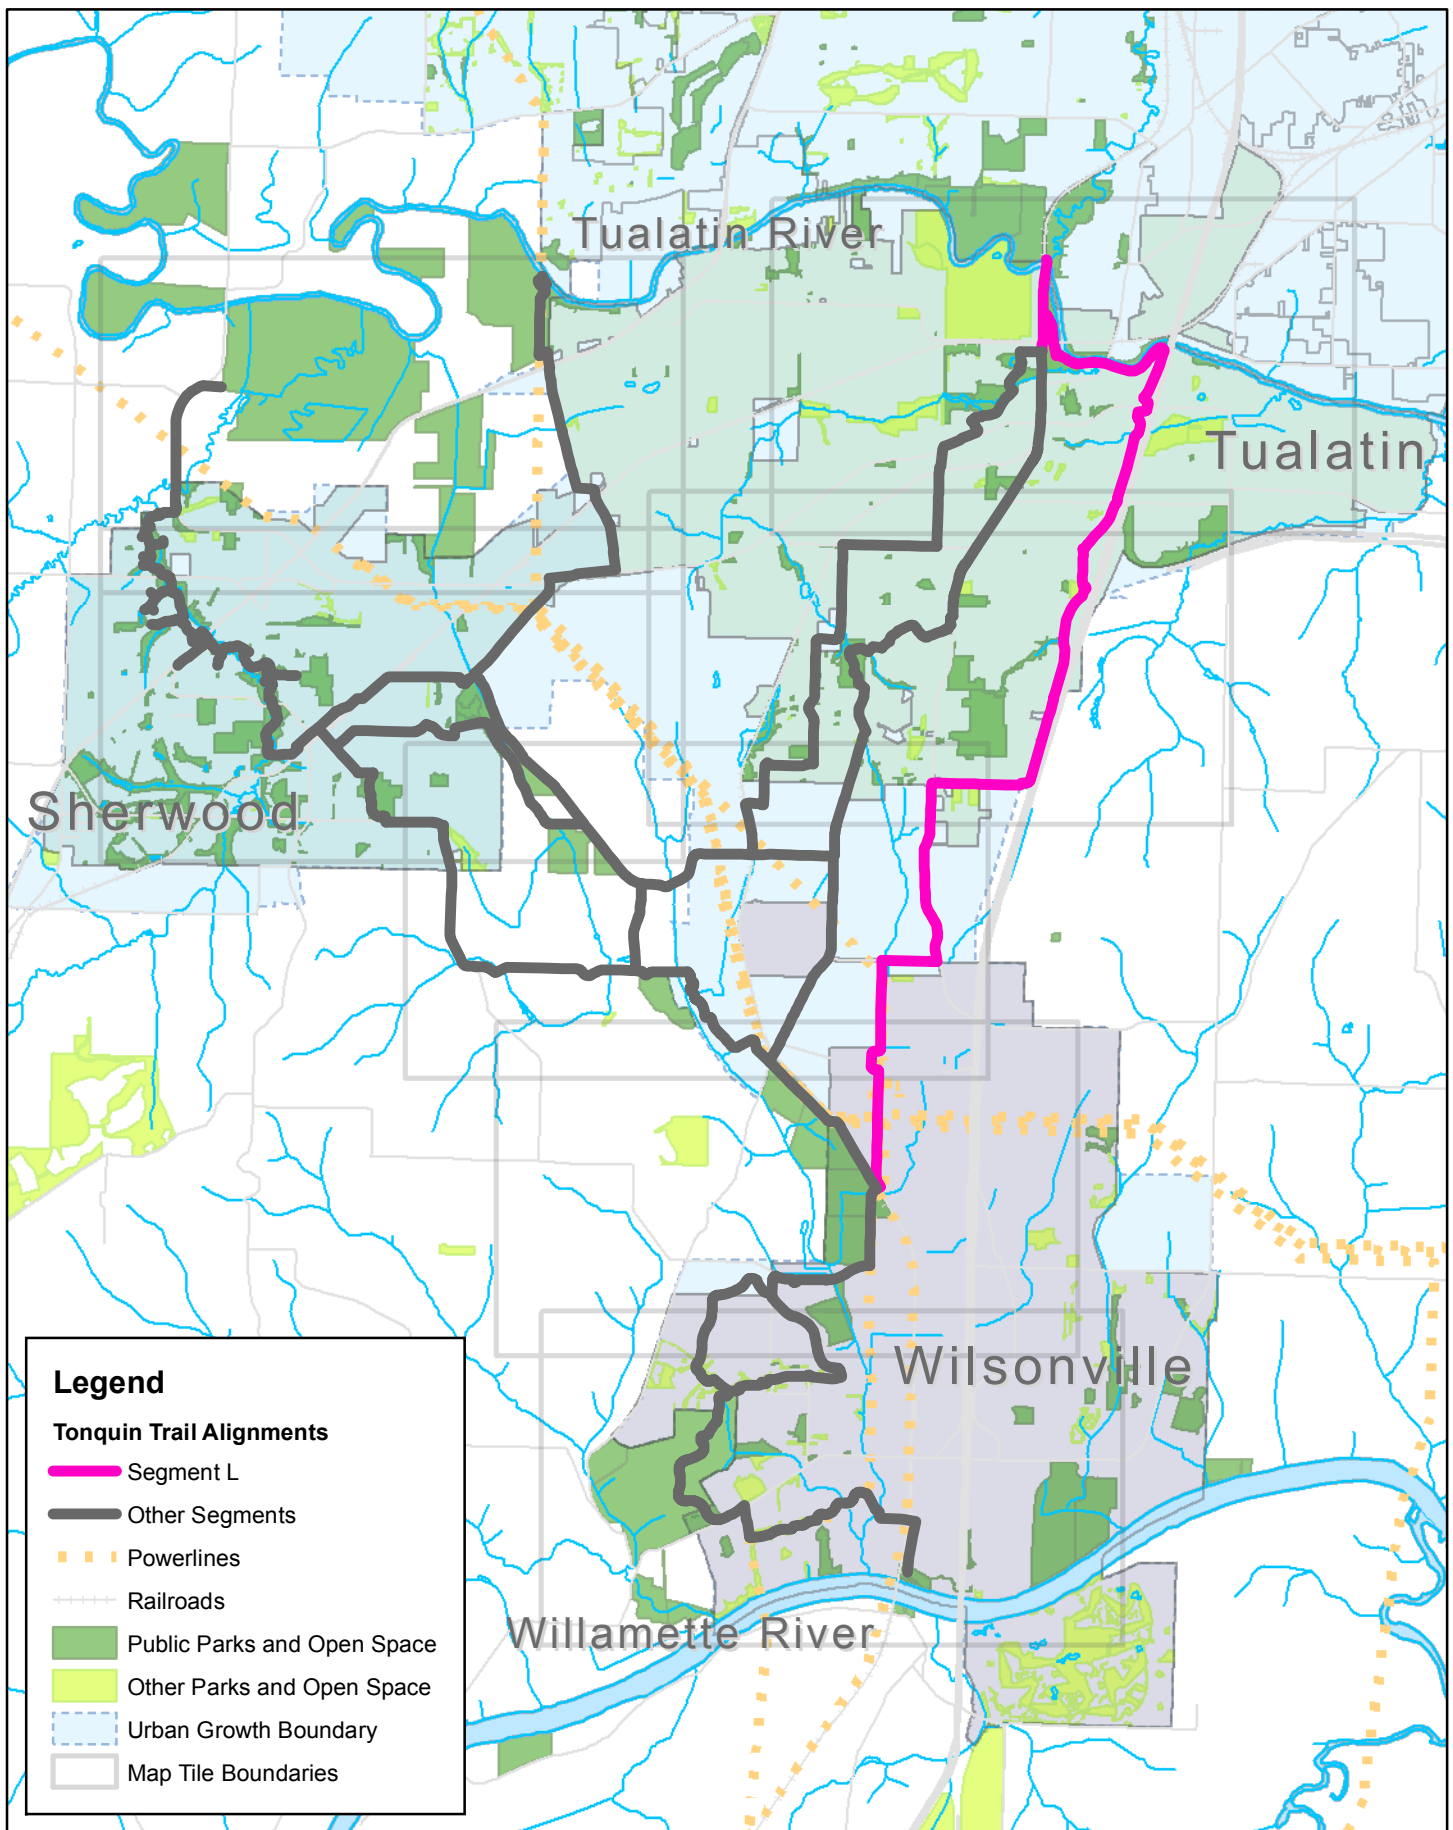 Tualatin River
Tualatin
Sherwood
Wilsonville
Willamette River
Legend
Tonquin Trail Alignments
Segment L
Other Segments
Powerlines
Railroads
Public Parks and Open Space
Other Parks and Open Space
Urban Growth Boundary
Map Tile Boundaries